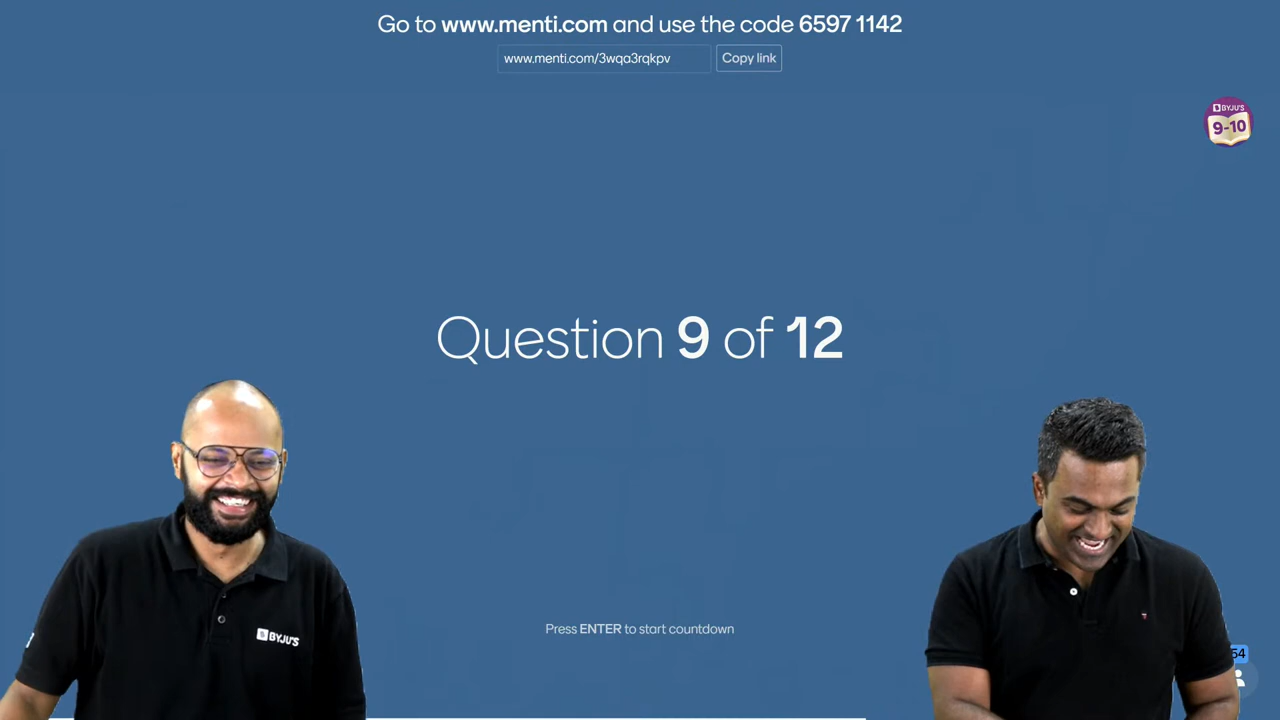 Go to www.menti.com and use the code 6597 1142
www.menti.com/3wqa3rqkpv
Copy link
BYJU'S
9-10
Question 9 of 12
BYJU'S
Press ENTER to start countdown
54